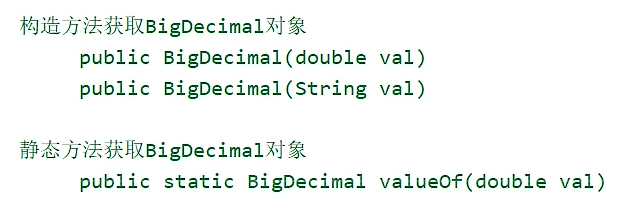 构造方法获取BigDecimal对象
public BigDecimal(double val)
public BigDecimal(String val)
静态方法获取BigDecimal对象
public static BigDecimal valueOf(double val)